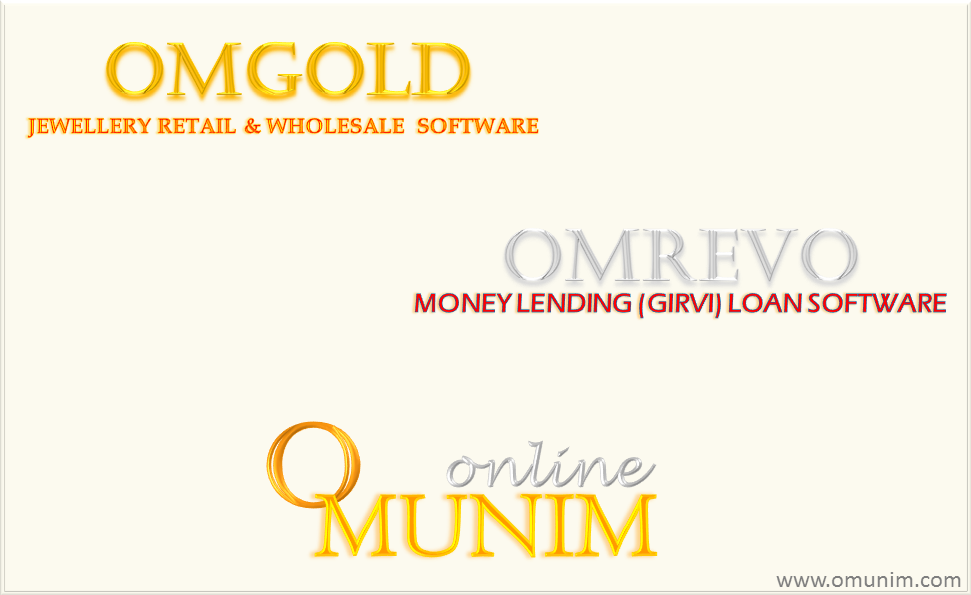 OMGOLD
JEWELLERY RETAIL & WHOLESALE SOFTWARE
OMREVO
MONEY LENDING (GIRVI) LOAN SOFTWARE
online
OMUNIM
www.omunim.com